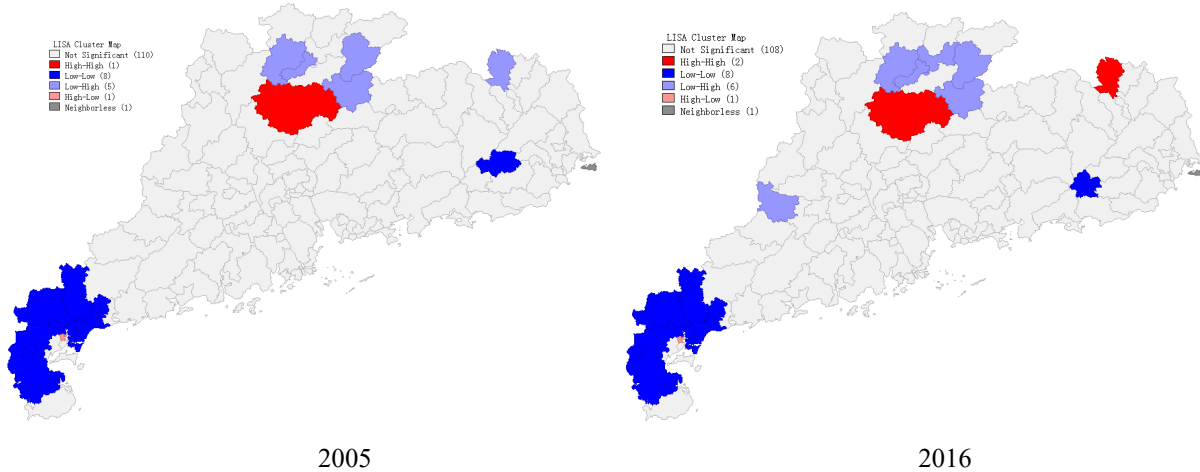 LISA Cluster Map
Not Significant (110)
High-High (1)
Low-Low (8)
Low-High (5)
High-Low (1)
Neighborless (1)
LISA Cluster Map
Not Significant (108)
High-High (2)
Low-Low (8)
Low-High (6)
High-Low (1)
Neighborless (1)
2005
2016